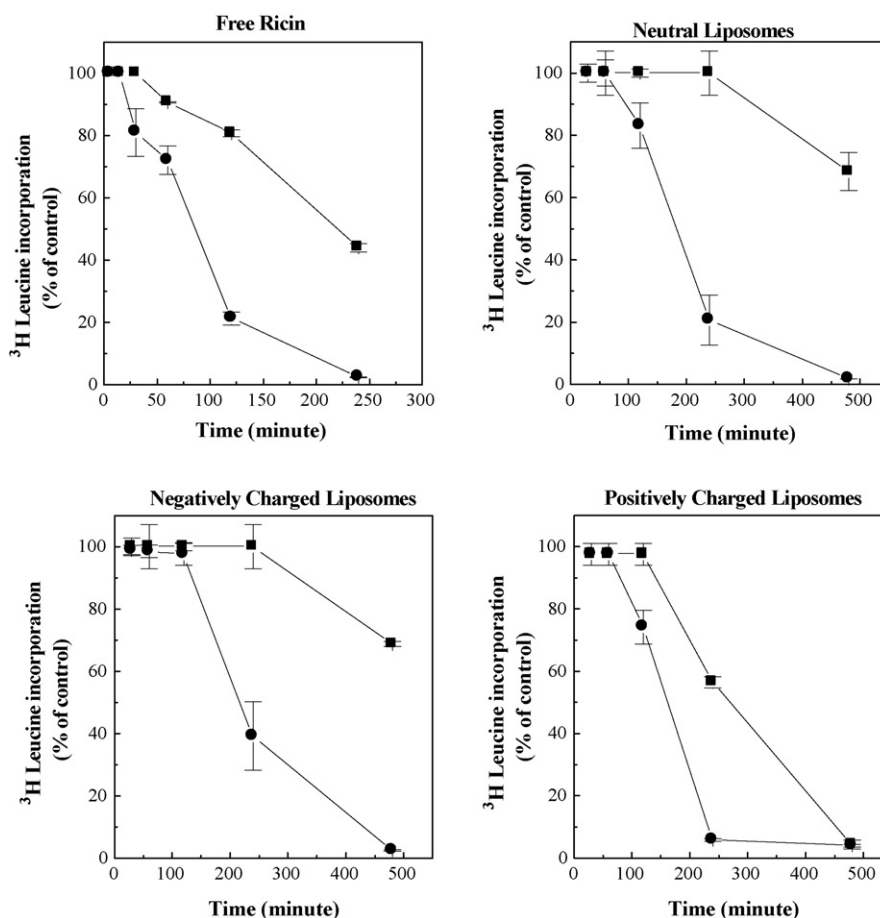 Free Ricin
100
80
60
40
20
0
0 50 100 150 200 250 300
³H Leucine incorporation
(% of control)
Time (minute)
Neutral Liposomes
100
80
60
40
20
0
0 100 200 300 400 500
³H Leucine incorporation
(% of control)
Time (minute)
Negatively Charged Liposomes
100
80
60
40
20
0
0 100 200 300 400 500
³H Leucine incorporation
(% of control)
Time (minute)
Positively Charged Liposomes
100
80
60
40
20
0
0 100 200 300 400 500
³H Leucine incorporation
(% of control)
Time (minute)